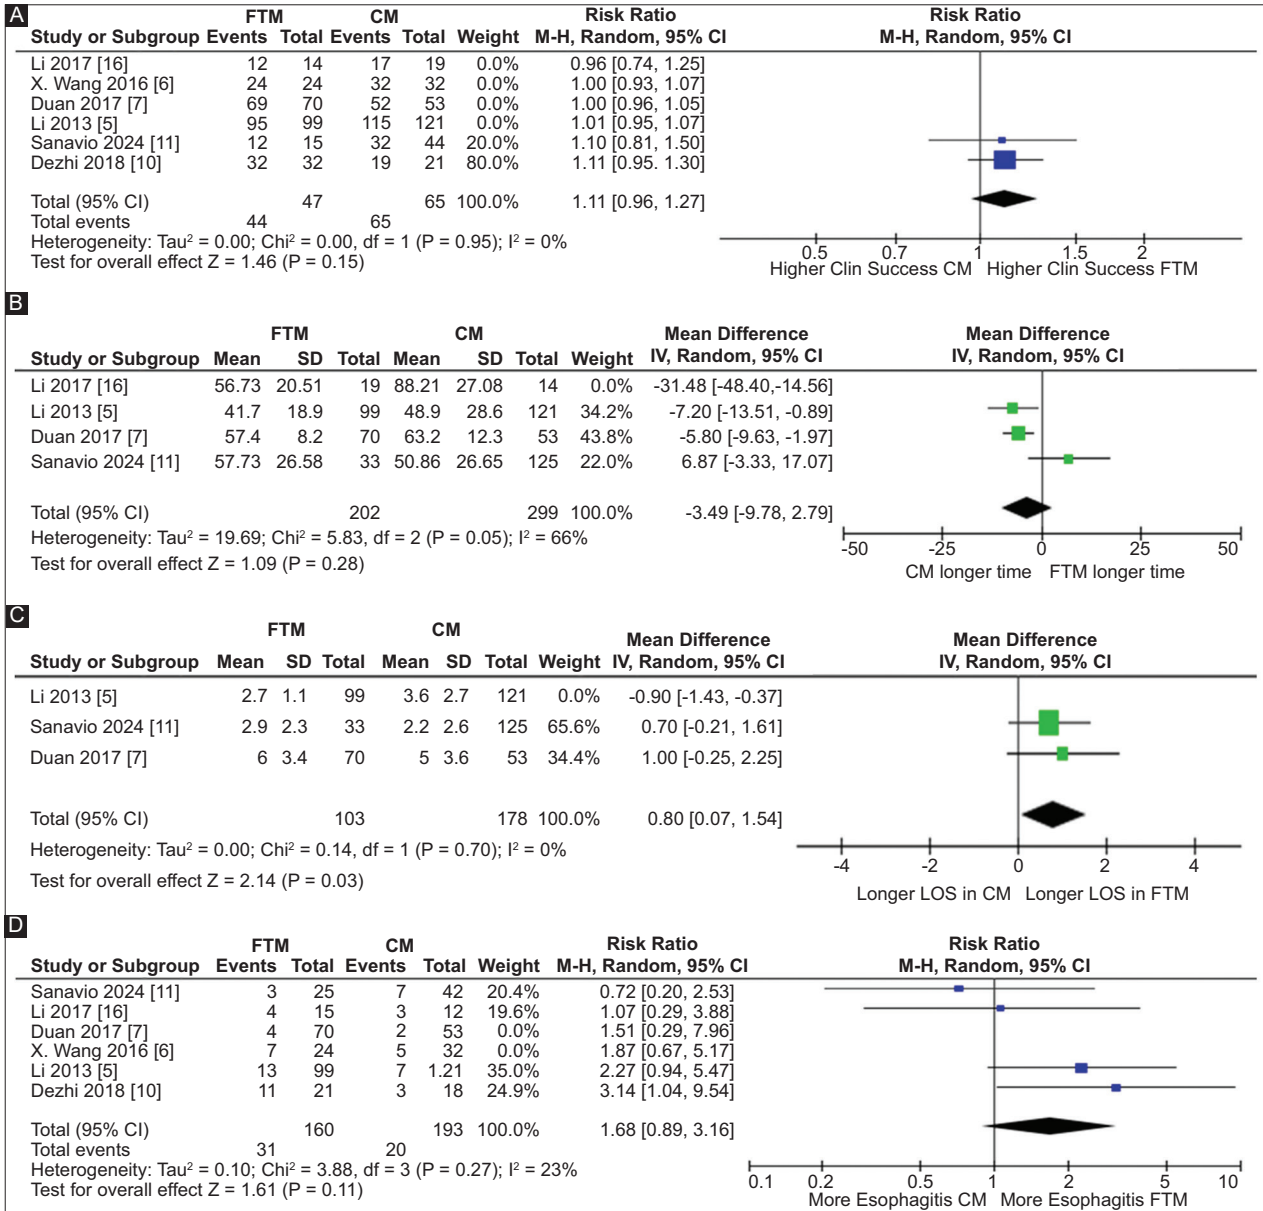 A
FTM CM Risk Ratio Risk Ratio
Study or Subgroup Events Total Events Total Weight M-H, Random, 95% CI M-H, Random, 95% CI
Li 2017 [16] 12 14 17 19 0.0% 0.96 [0.74, 1.25]
X. Wang 2016 [6] 24 24 32 32 0.0% 1.00 [0.93, 1.07]
Duan 2017 [7] 69 70 52 53 0.0% 1.00 [0.96, 1.05]
Li 2013 [5] 95 99 115 121 0.0% 1.01 [0.95, 1.07]
Sanavio 2024 [11] 12 15 32 44 20.0% 1.10 [0.81, 1.50]
Dezhi 2018 [10] 32 32 19 21 80.0% 1.11 [0.95. 1.30]
Total (95% CI) 47 65 100.0% 1.11 [0.96, 1.27]
Total events 44 65
Heterogeneity: Tau² = 0.00; Chi² = 0.00, df = 1 (P = 0.95); I² = 0%
Test for overall effect Z = 1.46 (P = 0.15)
0.5 0.7 1 1.5 2
Higher Clin Success CM Higher Clin Success FTM
B
FTM CM Mean Difference Mean Difference
Study or Subgroup Mean SD Total Mean SD Total Weight IV, Random, 95% CI IV, Random, 95% CI
Li 2017 [16] 56.73 20.51 19 88.21 27.08 14 0.0% -31.48 [-48.40,-14.56]
Li 2013 [5] 41.7 18.9 99 48.9 28.6 121 34.2% -7.20 [-13.51, -0.89]
Duan 2017 [7] 57.4 8.2 70 63.2 12.3 53 43.8% -5.80 [-9.63, -1.97]
Sanavio 2024 [11] 57.73 26.58 33 50.86 26.65 125 22.0% 6.87 [-3.33, 17.07]
Total (95% CI) 202 299 100.0% -3.49 [-9.78, 2.79]
Heterogeneity: Tau² = 19.69; Chi² = 5.83, df = 2 (P = 0.05); I² = 66%
Test for overall effect Z = 1.09 (P = 0.28)
-50 -25 0 25 50
CM longer time FTM longer time
C
FTM CM Mean Difference Mean Difference
Study or Subgroup Mean SD Total Mean SD Total Weight IV, Random, 95% CI IV, Random, 95% CI
Li 2013 [5] 2.7 1.1 99 3.6 2.7 121 0.0% -0.90 [-1.43, -0.37]
Sanavio 2024 [11] 2.9 2.3 33 2.2 2.6 125 65.6% 0.70 [-0.21, 1.61]
Duan 2017 [7] 6 3.4 70 5 3.6 53 34.4% 1.00 [-0.25, 2.25]
Total (95% CI) 103 178 100.0% 0.80 [0.07, 1.54]
Heterogeneity: Tau² = 0.00; Chi² = 0.14, df = 1 (P = 0.70); I² = 0%
Test for overall effect Z = 2.14 (P = 0.03)
-4 -2 0 2 4
Longer LOS in CM Longer LOS in FTM
D
FTM CM Risk Ratio Risk Ratio
Study or Subgroup Events Total Events Total Weight M-H, Random, 95% CI M-H, Random, 95% CI
Sanavio 2024 [11] 3 25 7 42 20.4% 0.72 [0.20, 2.53]
Li 2017 [16] 4 15 3 12 19.6% 1.07 [0.29, 3.88]
Duan 2017 [7] 4 70 2 53 0.0% 1.51 [0.29, 7.96]
X. Wang 2016 [6] 7 24 5 32 0.0% 1.87 [0.67, 5.17]
Li 2013 [5] 13 99 7 1.21 35.0% 2.27 [0.94, 5.47]
Dezhi 2018 [10] 11 21 3 18 24.9% 3.14 [1.04, 9.54]
Total (95% CI) 160 193 100.0% 1.68 [0.89, 3.16]
Total events 31 20
Heterogeneity: Tau² = 0.10; Chi² = 3.88, df = 3 (P = 0.27); I² = 23%
Test for overall effect Z = 1.61 (P = 0.11)
0.1 0.2 0.5 1 2 5 10
More Esophagitis CM More Esophagitis FTM